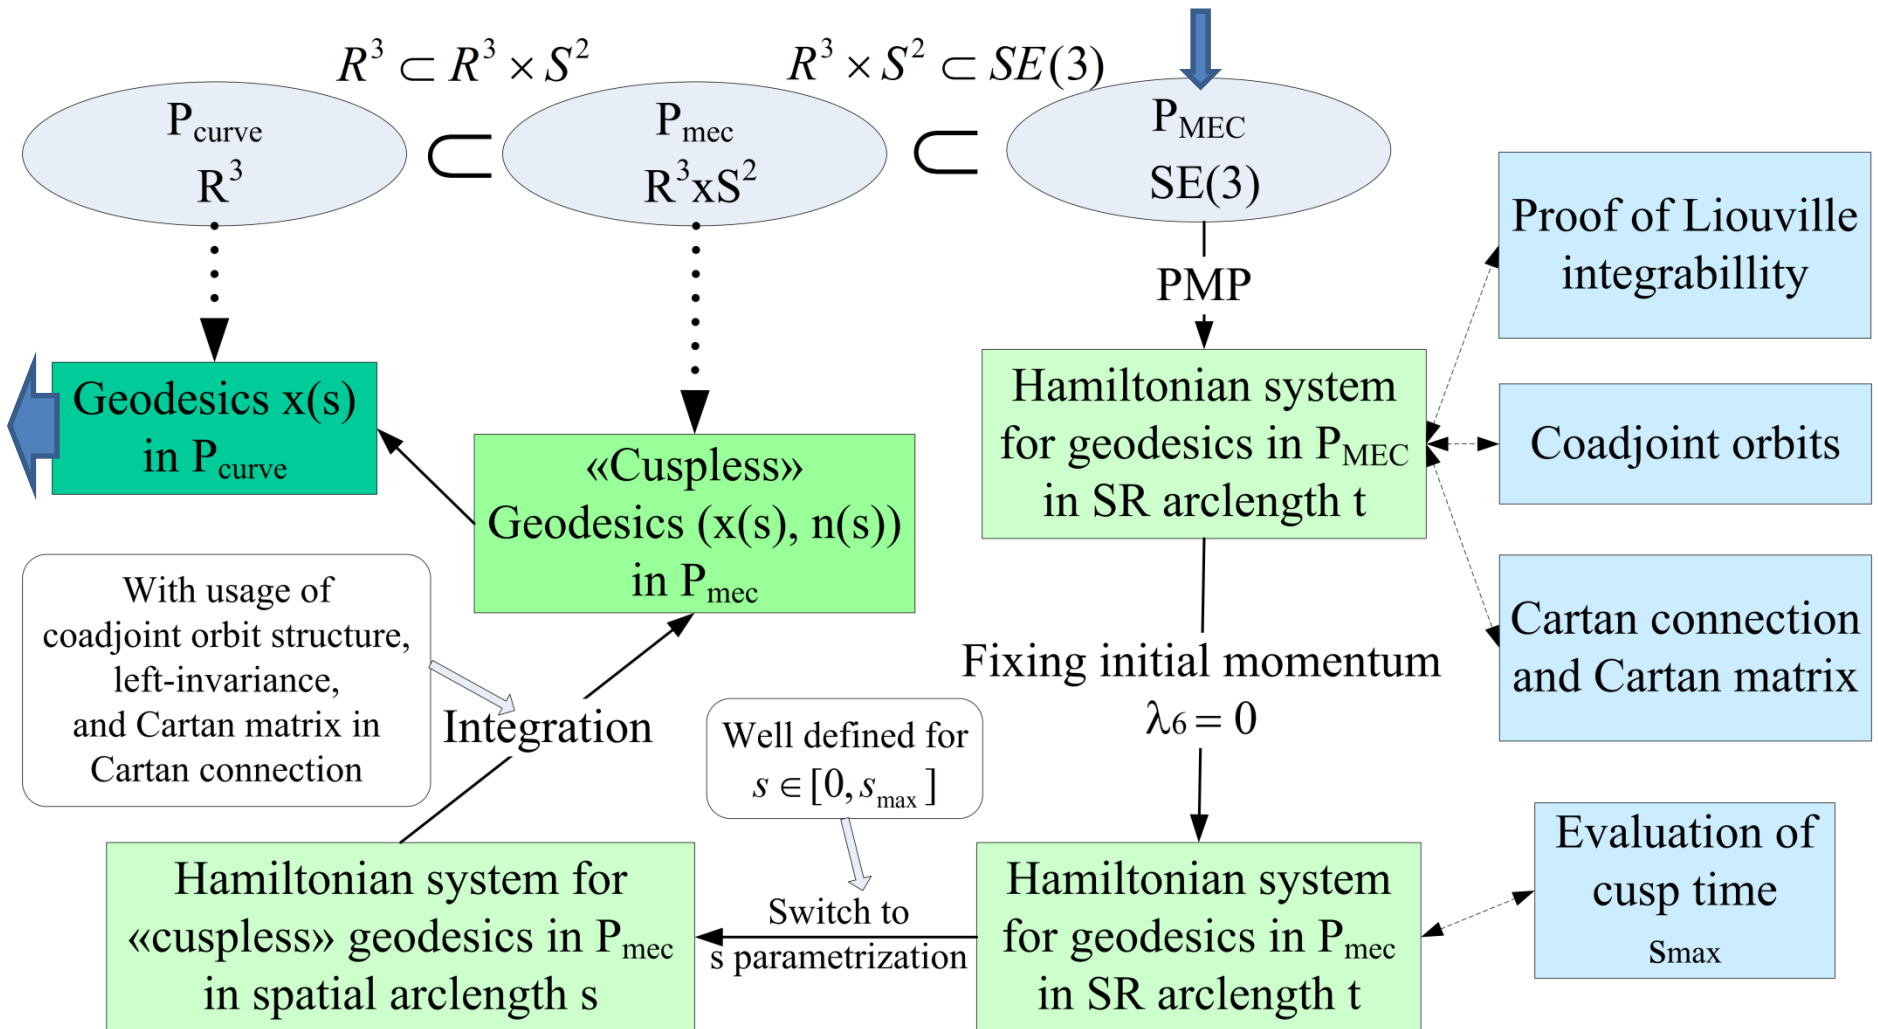 R³ ⊂ R³ × S²
R³ × S² ⊂ SE(3)
P_curve
R³
⊂
P_mec
R³xS²
⊂
P_MEC
SE(3)
PMP
Proof of Liouville
integrabillity
Geodesics x(s)
in P_curve
«Cuspless»
Geodesics (x(s), n(s))
in P_mec
Hamiltonian system
for geodesics in P_MEC
in SR arclength t
Coadjoint orbits
Cartan connection
and Cartan matrix
With usage of
coadjoint orbit structure,
left-invariance,
and Cartan matrix in
Cartan connection
Integration
Fixing initial momentum
λ6 = 0
Well defined for
s ∈ [0, s_max]
Hamiltonian system for
«cuspless» geodesics in P_mec
in spatial arclength s
Switch to
s parametrization
Hamiltonian system
for geodesics in P_mec
in SR arclength t
Evaluation of
cusp time
smax